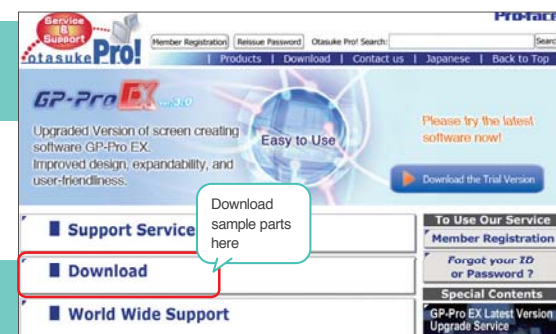 Service & Support
otasuke Pro!
Pro-face
Member Registration Reissue Password Otasuke Pro! Search: Searc
| Products | Download | Contact us | Japanese | Back to Top
GP-Pro EX ver.3.0
Upgraded Version of screen creating
software GP-Pro EX.
Improved design, expandability, and
user-friendliness.
Easy to Use
Please try the latest
software now!
Download the Trial Version
Download
sample parts
here
Support Service
Download
World Wide Support
To Use Our Service
Member Registration
Forgot your ID
or Password ?
Special Contents
GP-Pro EX Latest Version
Upgrade Service